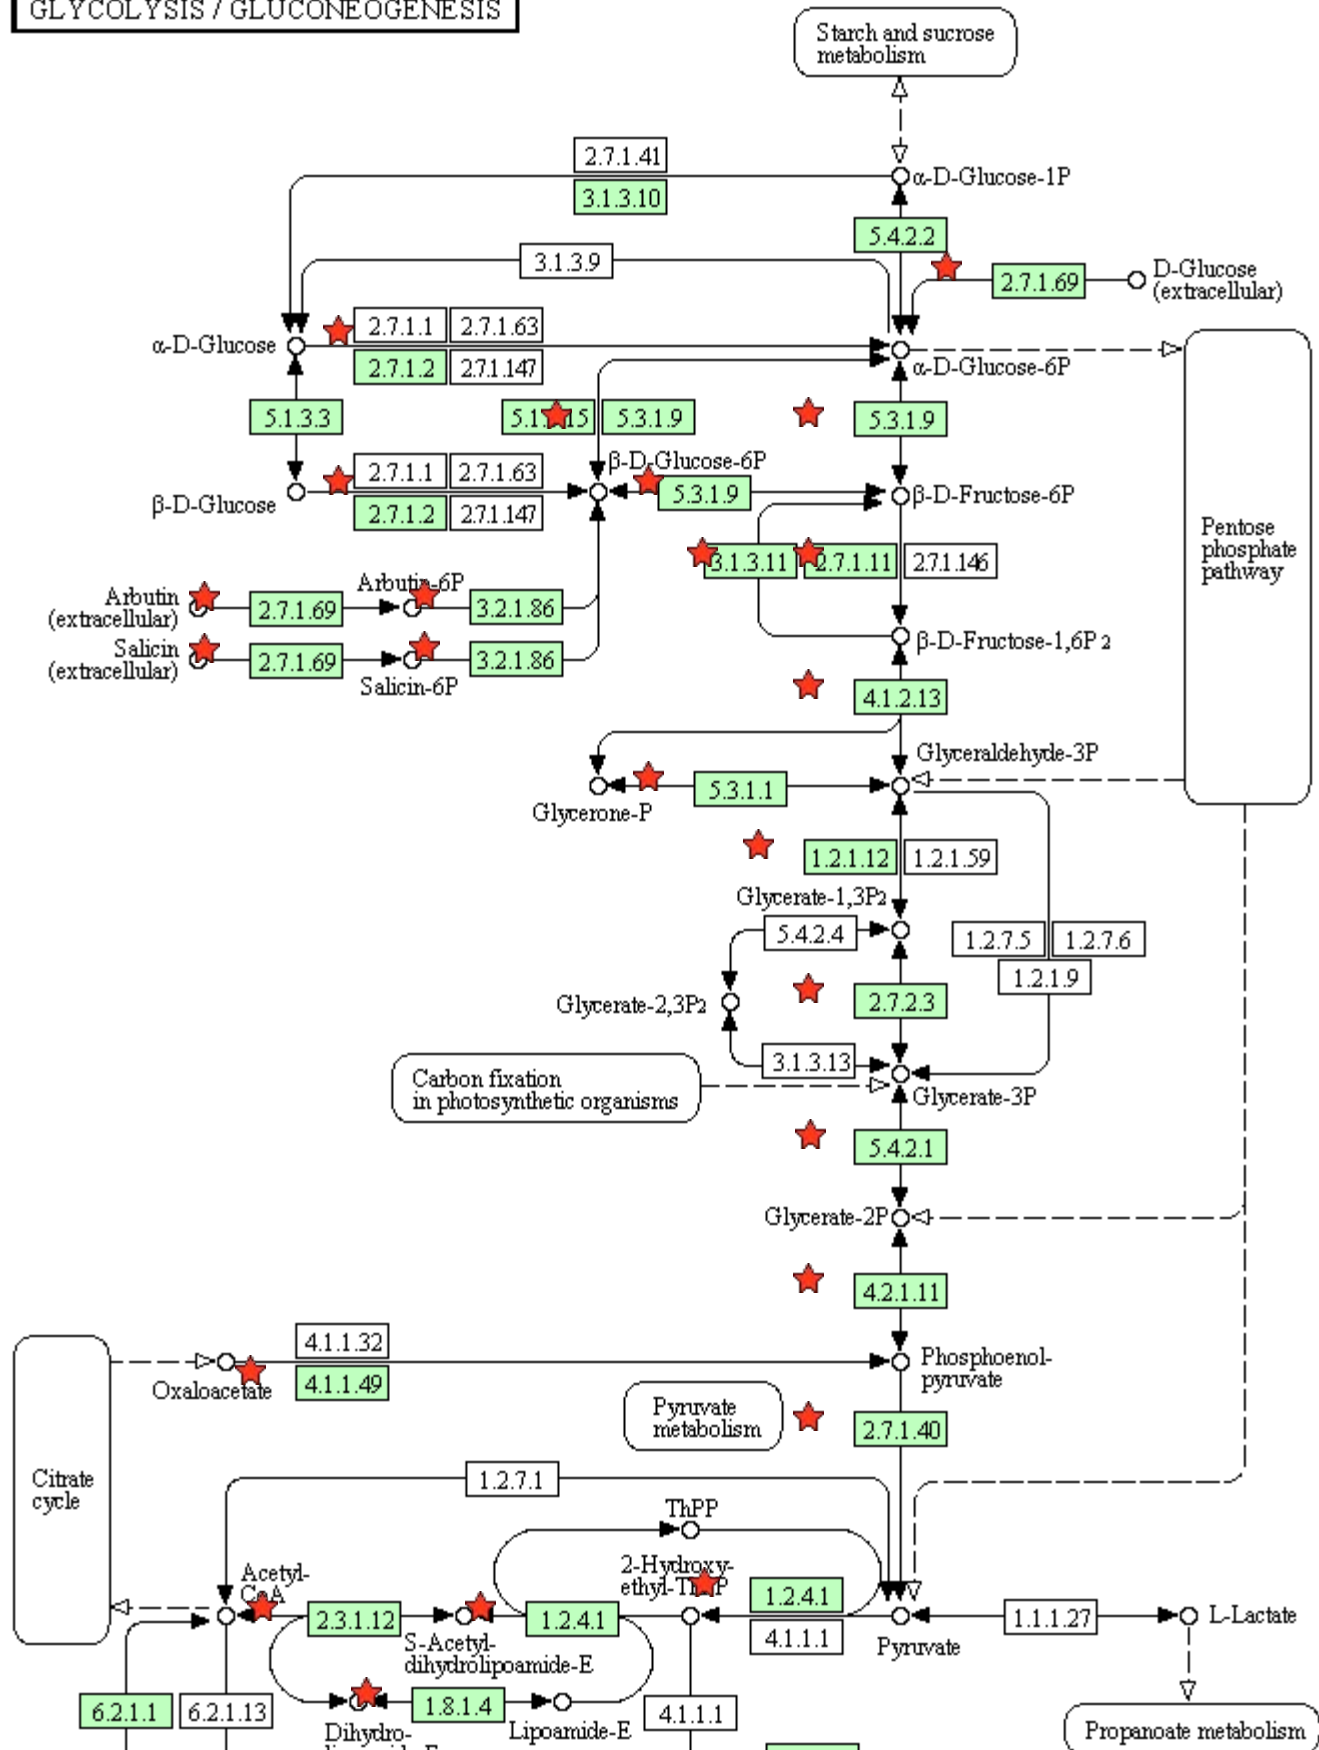 GLYCOLYSIS / GLUCONEOGENESIS
Starch and sucrose
metabolism
2.7.1.41
α-D-Glucose-1P
3.1.3.10
5.4.2.2
3.1.3.9
D-Glucose
(extracellular)
2.7.1.69
2.7.1.1
2.7.1.63
α-D-Glucose
2.7.1.2
2.7.1.147
α-D-Glucose-6P
5.1.3.3
5.3.1.9
5.3.1.9
β-D-Glucose-6P
2.7.1.1
2.7.1.63
β-D-Glucose
5.3.1.9
β-D-Fructose-6P
2.7.1.2
2.7.1.147
Pentose
phosphate
pathway
3.1.3.11
2.7.1.11
2.7.1.146
Arbutin
(extracellular)
2.7.1.69
Arbutin-6P
3.2.1.86
Salicin
(extracellular)
2.7.1.69
Salicin-6P
3.2.1.86
β-D-Fructose-1,6P2
4.1.2.13
Glyceraldehyde-3P
5.3.1.1
Glycerone-P
1.2.1.12
1.2.1.59
Glycerate-1,3P2
5.4.2.4
1.2.7.5
1.2.7.6
1.2.1.9
Glycerate-2,3P2
2.7.2.3
3.1.3.13
Carbon fixation
in photosynthetic organisms
Glycerate-3P
5.4.2.1
Glycerate-2P
4.2.1.11
4.1.1.32
Oxaloacetate
4.1.1.49
Phosphoenol-
pyruvate
Pyruvate
metabolism
2.7.1.40
Citrate
cycle
1.2.7.1
ThPP
2-Hydroxy-
ethyl-ThPP
Acetyl-
CoA
2.3.1.12
S-Acetyl-
dihydrolipoamide-E
1.2.4.1
1.2.4.1
4.1.1.1
Pyruvate
1.1.1.27
L-Lactate
6.2.1.1
6.2.1.13
1.8.1.4
Dihydro-
Lipoamide-E
4.1.1.1
Propanoate metabolism